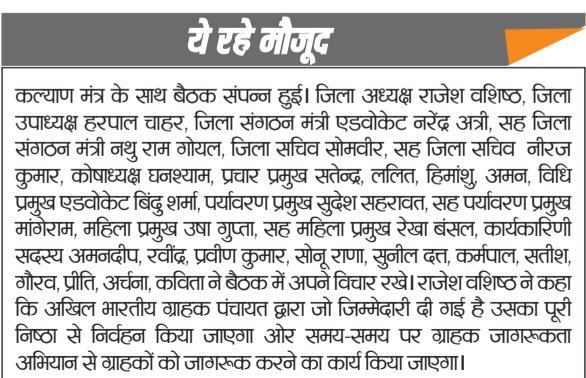 ये रहे मौजूद
कल्याण मंत्र के साथ बैठक संपन्न हुई। जिला अध्यक्ष राजेश वशिष्ठ, जिला
उपाध्यक्ष हरपाल चाहर, जिला संगठन मंत्री एडवोकेट नरेंद्र अत्री, सह जिला
संगठन मंत्री नथु राम गोयल, जिला सचिव सोमवीर, सह जिला सचिव नीरज
कुमार, कोषाध्यक्ष घनश्याम, प्रचार प्रमुख सतेन्द्र, ललित, हिमांशु, अमन, विधि
प्रमुख एडवोकेट बिंदु शर्मा, पर्यावरण प्रमुख सुदेश सहरावत, सह पर्यावरण प्रमुख
मांगेराम, महिला प्रमुख उषा गुप्ता, सह महिला प्रमुख रेखा बंसल, कार्यकारिणी
सदस्य अमनदीप, रवींद्र, प्रवीण कुमार, सोनू राणा, सुनील दत्त, कर्मपाल, सतीश,
गौरव, प्रीति, अर्चना, कविता ने बैठक में अपने विचार रखे। राजेश वशिष्ठ ने कहा
कि अखिल भारतीय ग्राहक पंचायत द्वारा जो जिम्मेदारी दी गई है उसका पूरी
निष्ठा से निर्वहन किया जाएगा ओर समय-समय पर ग्राहक जागरूकता
अभियान से ग्राहकों को जागरूक करने का कार्य किया जाएगा।